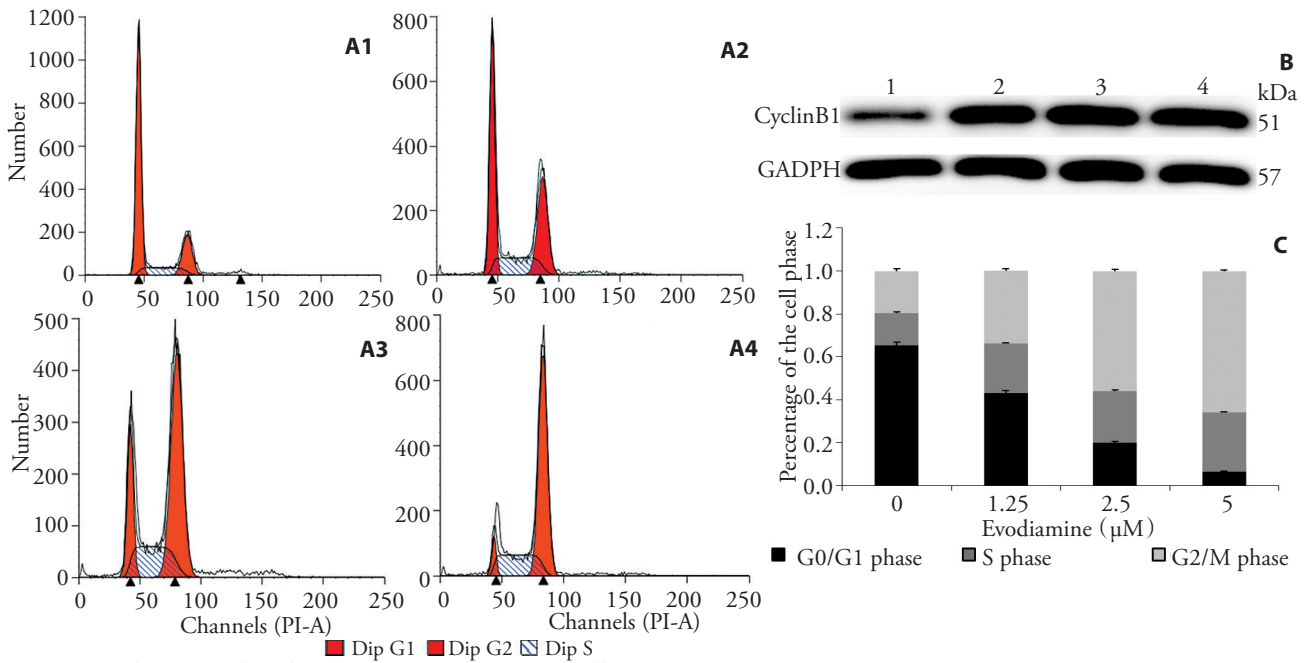 1200
1000
800
600
400
200
0
Number
A1
0 50 100 150 200 250
800
600
400
200
0
A2
0 50 100 150 200 250
500
400
300
200
100
0
Number
A3
0 50 100 150 200 250
Channels (PI-A)
800
600
400
200
0
A4
0 50 100 150 200 250
Channels (PI-A)
Dip G1 Dip G2 Dip S
B
1 2 3 4 kDa
CyclinB1 51
GADPH 57
C
Percentage of the cell phase
1.2
1.0
0.8
0.6
0.4
0.2
0.0
0 1.25 2.5 5
Evodiamine (μM)
G0/G1 phase S phase G2/M phase